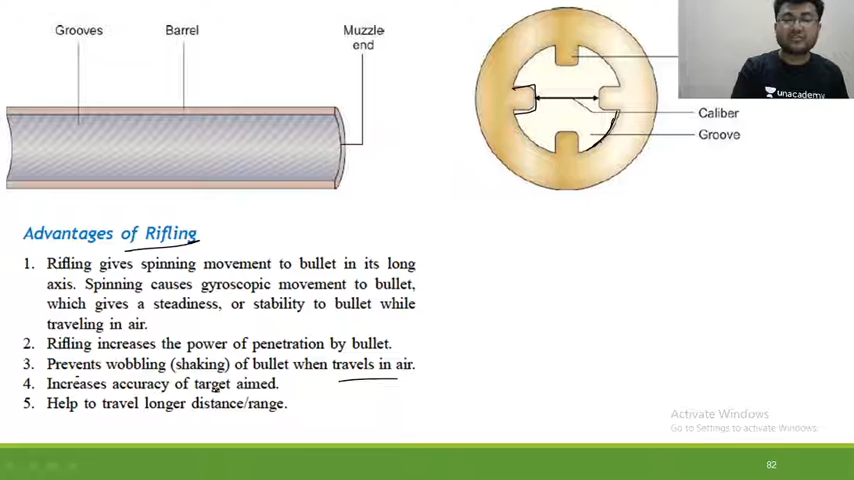 Grooves
Barrel
Muzzle
end
unacademy
Caliber
Groove
Advantages of Rifling
1. Rifling gives spinning movement to bullet in its long
axis. Spinning causes gyroscopic movement to bullet,
which gives a steadiness, or stability to bullet while
traveling in air.
2. Rifling increases the power of penetration by bullet.
3. Prevents wobbling (shaking) of bullet when travels in air.
4. Increases accuracy of target aimed.
5. Help to travel longer distance/range.
Activate Windows
Go to Settings to activate Windows.
82